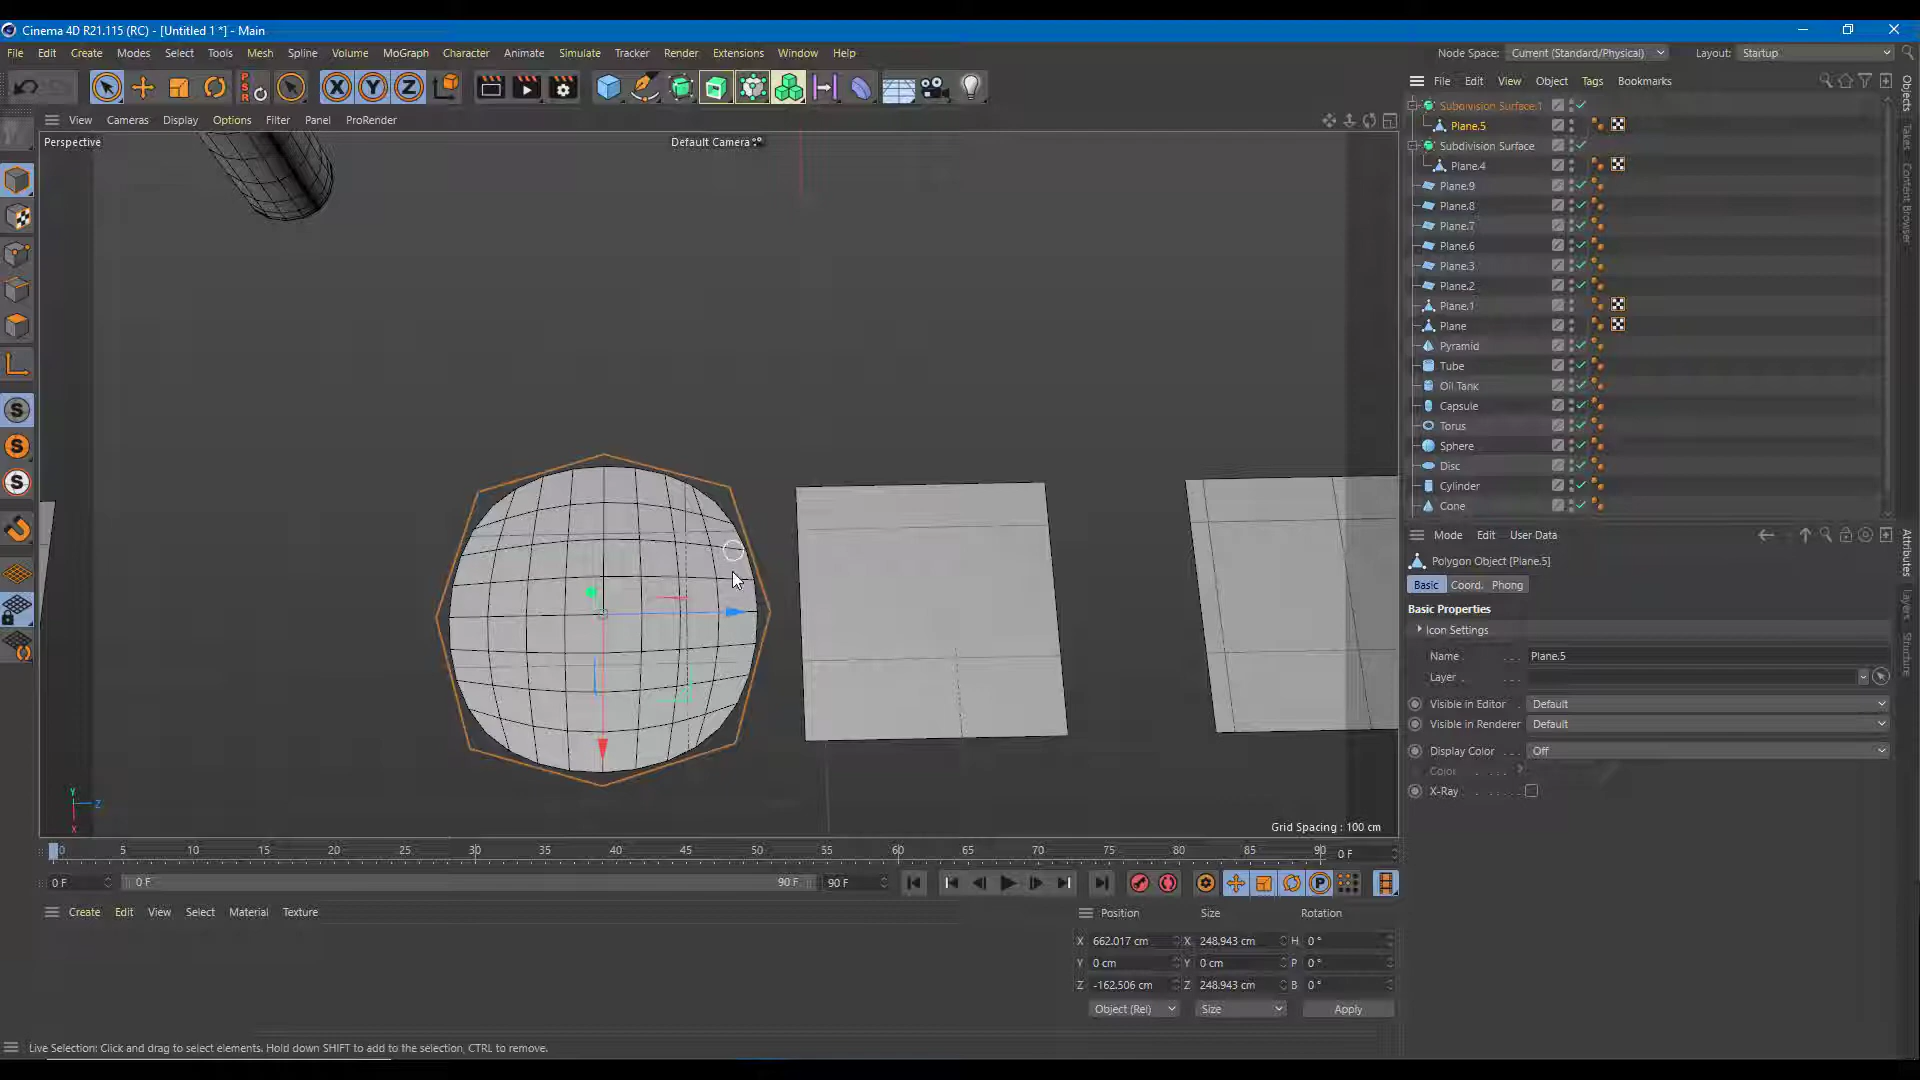 Cinema 4D R21.115 (RC) - [Untitled 1 *] - Main
File Edit Create Modes Select Tools Mesh Spline Volume MoGraph Character Animate Simulate Tracker Render Extensions Window Help
Node Space: Current (Standard/Physical) Layout: Startup
File Edit View Object Tags Bookmarks
View Cameras Display Options Filter Panel ProRender
Perspective
Default Camera
Subdivision Surface.1
Plane.5
Subdivision Surface
Plane.4
Plane.9
Plane.8
Plane.7
Plane.6
Plane.3
Plane.2
Plane.1
Plane
Pyramid
Tube
Oil Tank
Capsule
Torus
Sphere
Disc
Cylinder
Cone
Objects
Takes
Content Browser
Attributes
Layers
Structure
Mode Edit User Data
Polygon Object [Plane.5]
Basic Coord. Phong
Basic Properties
Icon Settings
Name Plane.5
Layer
Visible in Editor Default
Visible in Renderer Default
Display Color Off
Color
X-Ray
Y
Z
X
Grid Spacing : 100 cm
0 5 10 15 20 25 30 35 40 45 50 55 60 65 70 75 80 85 90 0 F
0 F 0 F 90 F 90 F
Create Edit View Select Material Texture
Position Size Rotation
X 662.017 cm X 248.943 cm H 0 °
Y 0 cm Y 0 cm P 0 °
Z -162.506 cm Z 248.943 cm B 0 °
Object (Rel) Size Apply
Live Selection: Click and drag to select elements. Hold down SHIFT to add to the selection, CTRL to remove.